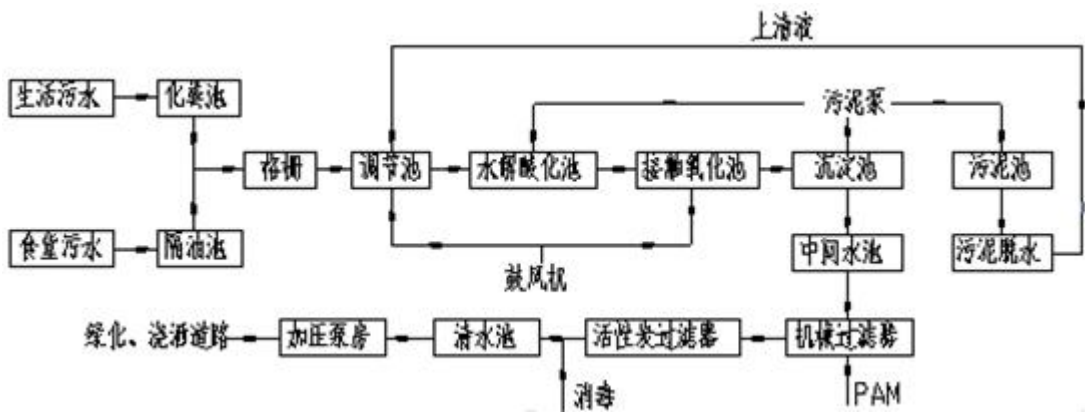 上清液
生活污水
化粪池
污泥泵
格栅
调节池
水解酸化池
接触氧化池
沉淀池
污泥池
食堂污水
隔油池
鼓风机
中间水池
污泥脱水
绿化、浇洒道路
加压泵房
清水池
活性炭过滤器
机械过滤器
消毒
PAM